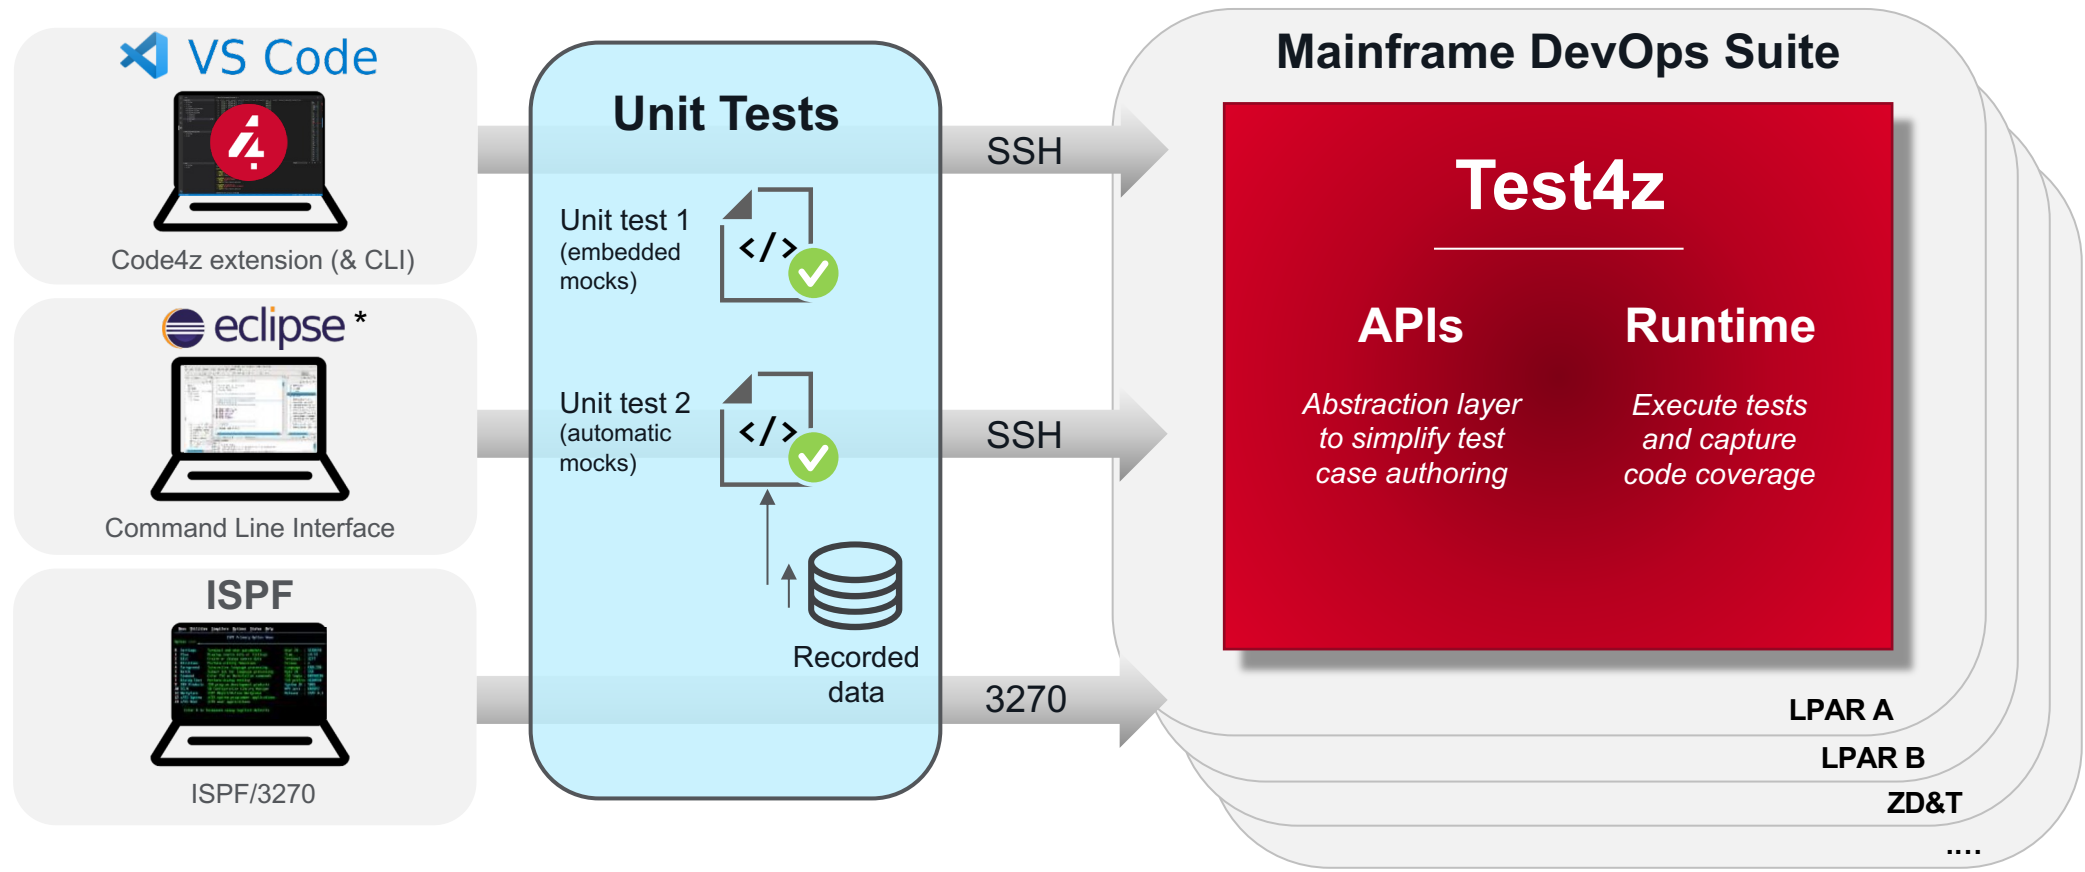 VS Code
Code4z extension (& CLI)
eclipse *
Command Line Interface
ISPF
ISPF/3270
Unit Tests
Unit test 1
(embedded
mocks)
Unit test 2
(automatic
mocks)
Recorded
data
SSH
SSH
3270
Mainframe DevOps Suite
Test4z
APIs
Abstraction layer
to simplify test
case authoring
Runtime
Execute tests
and capture
code coverage
LPAR A
LPAR B
ZD&T
....